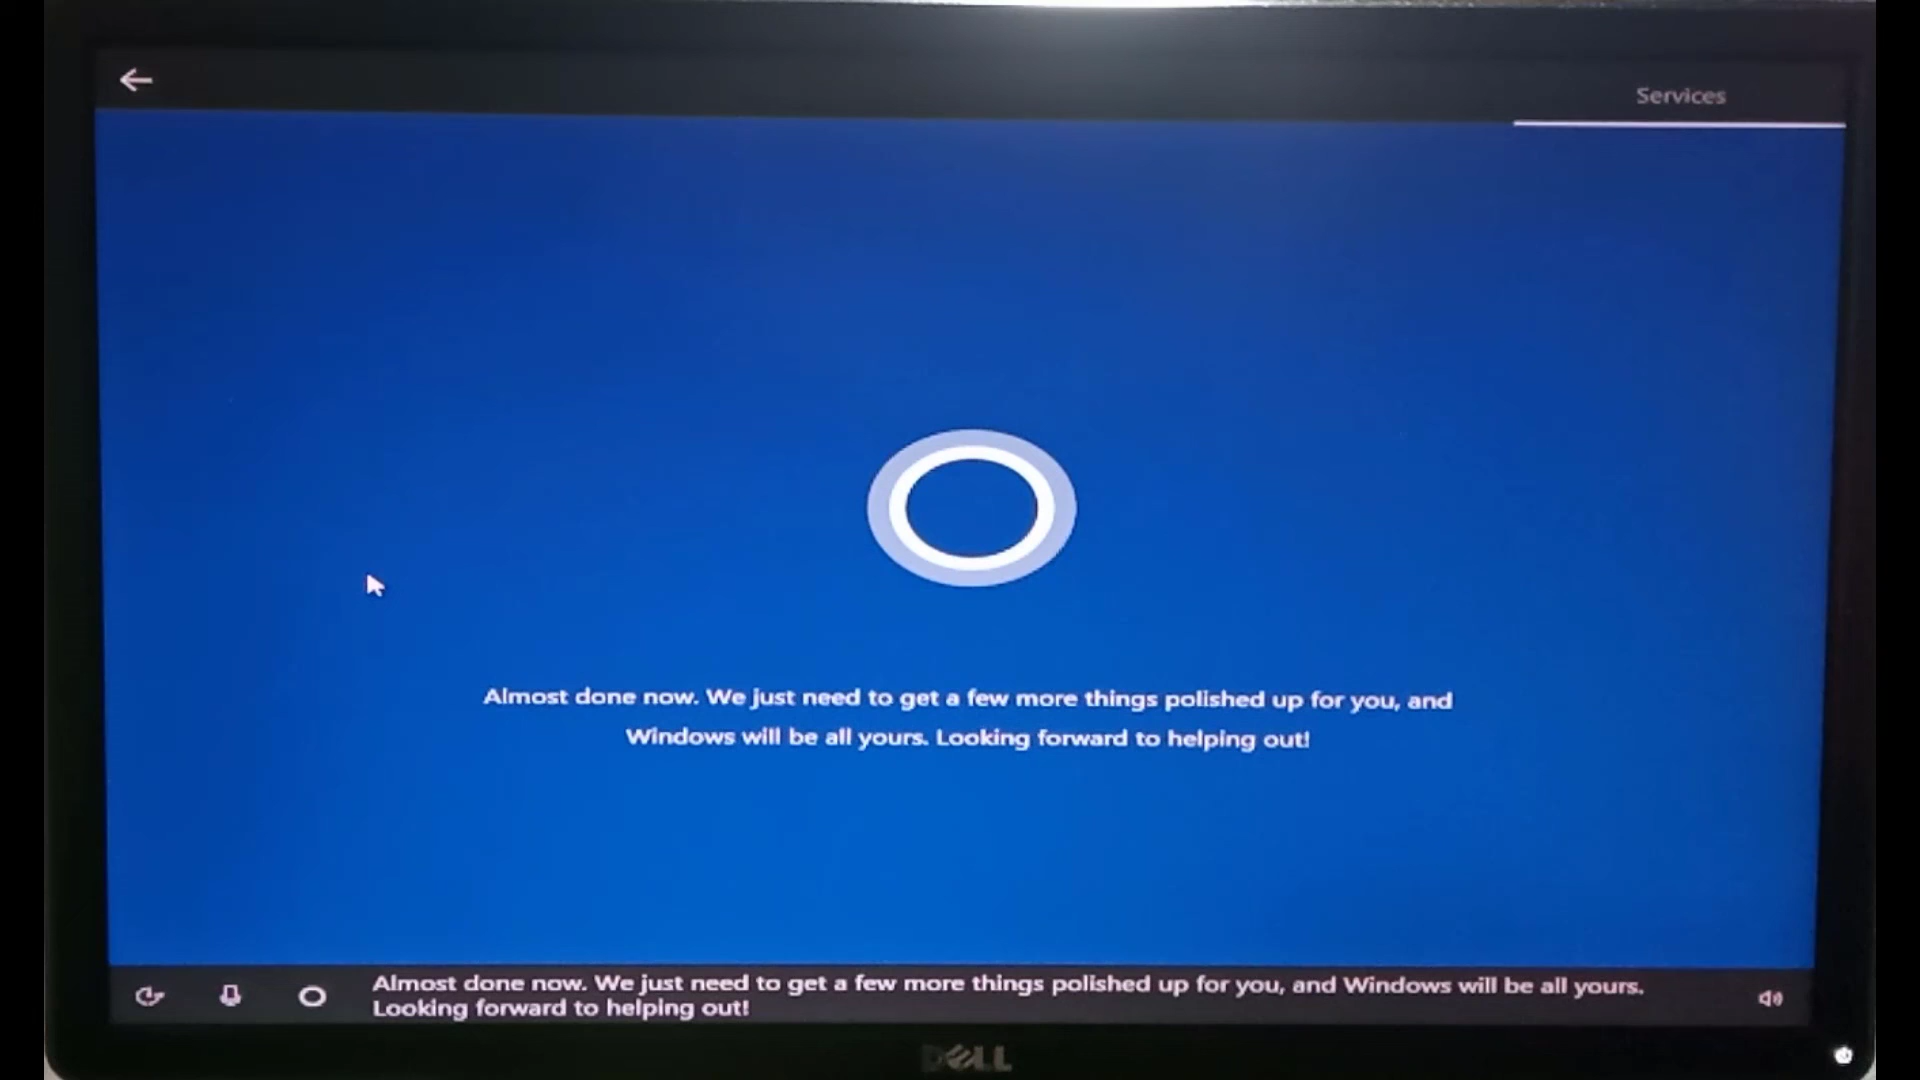 Services
Almost done now. We just need to get a few more things polished up for you, and
Windows will be all yours. Looking forward to helping out!
Almost done now. We just need to get a few more things polished up for you, and Windows will be all yours.
Looking forward to helping out!
DELL